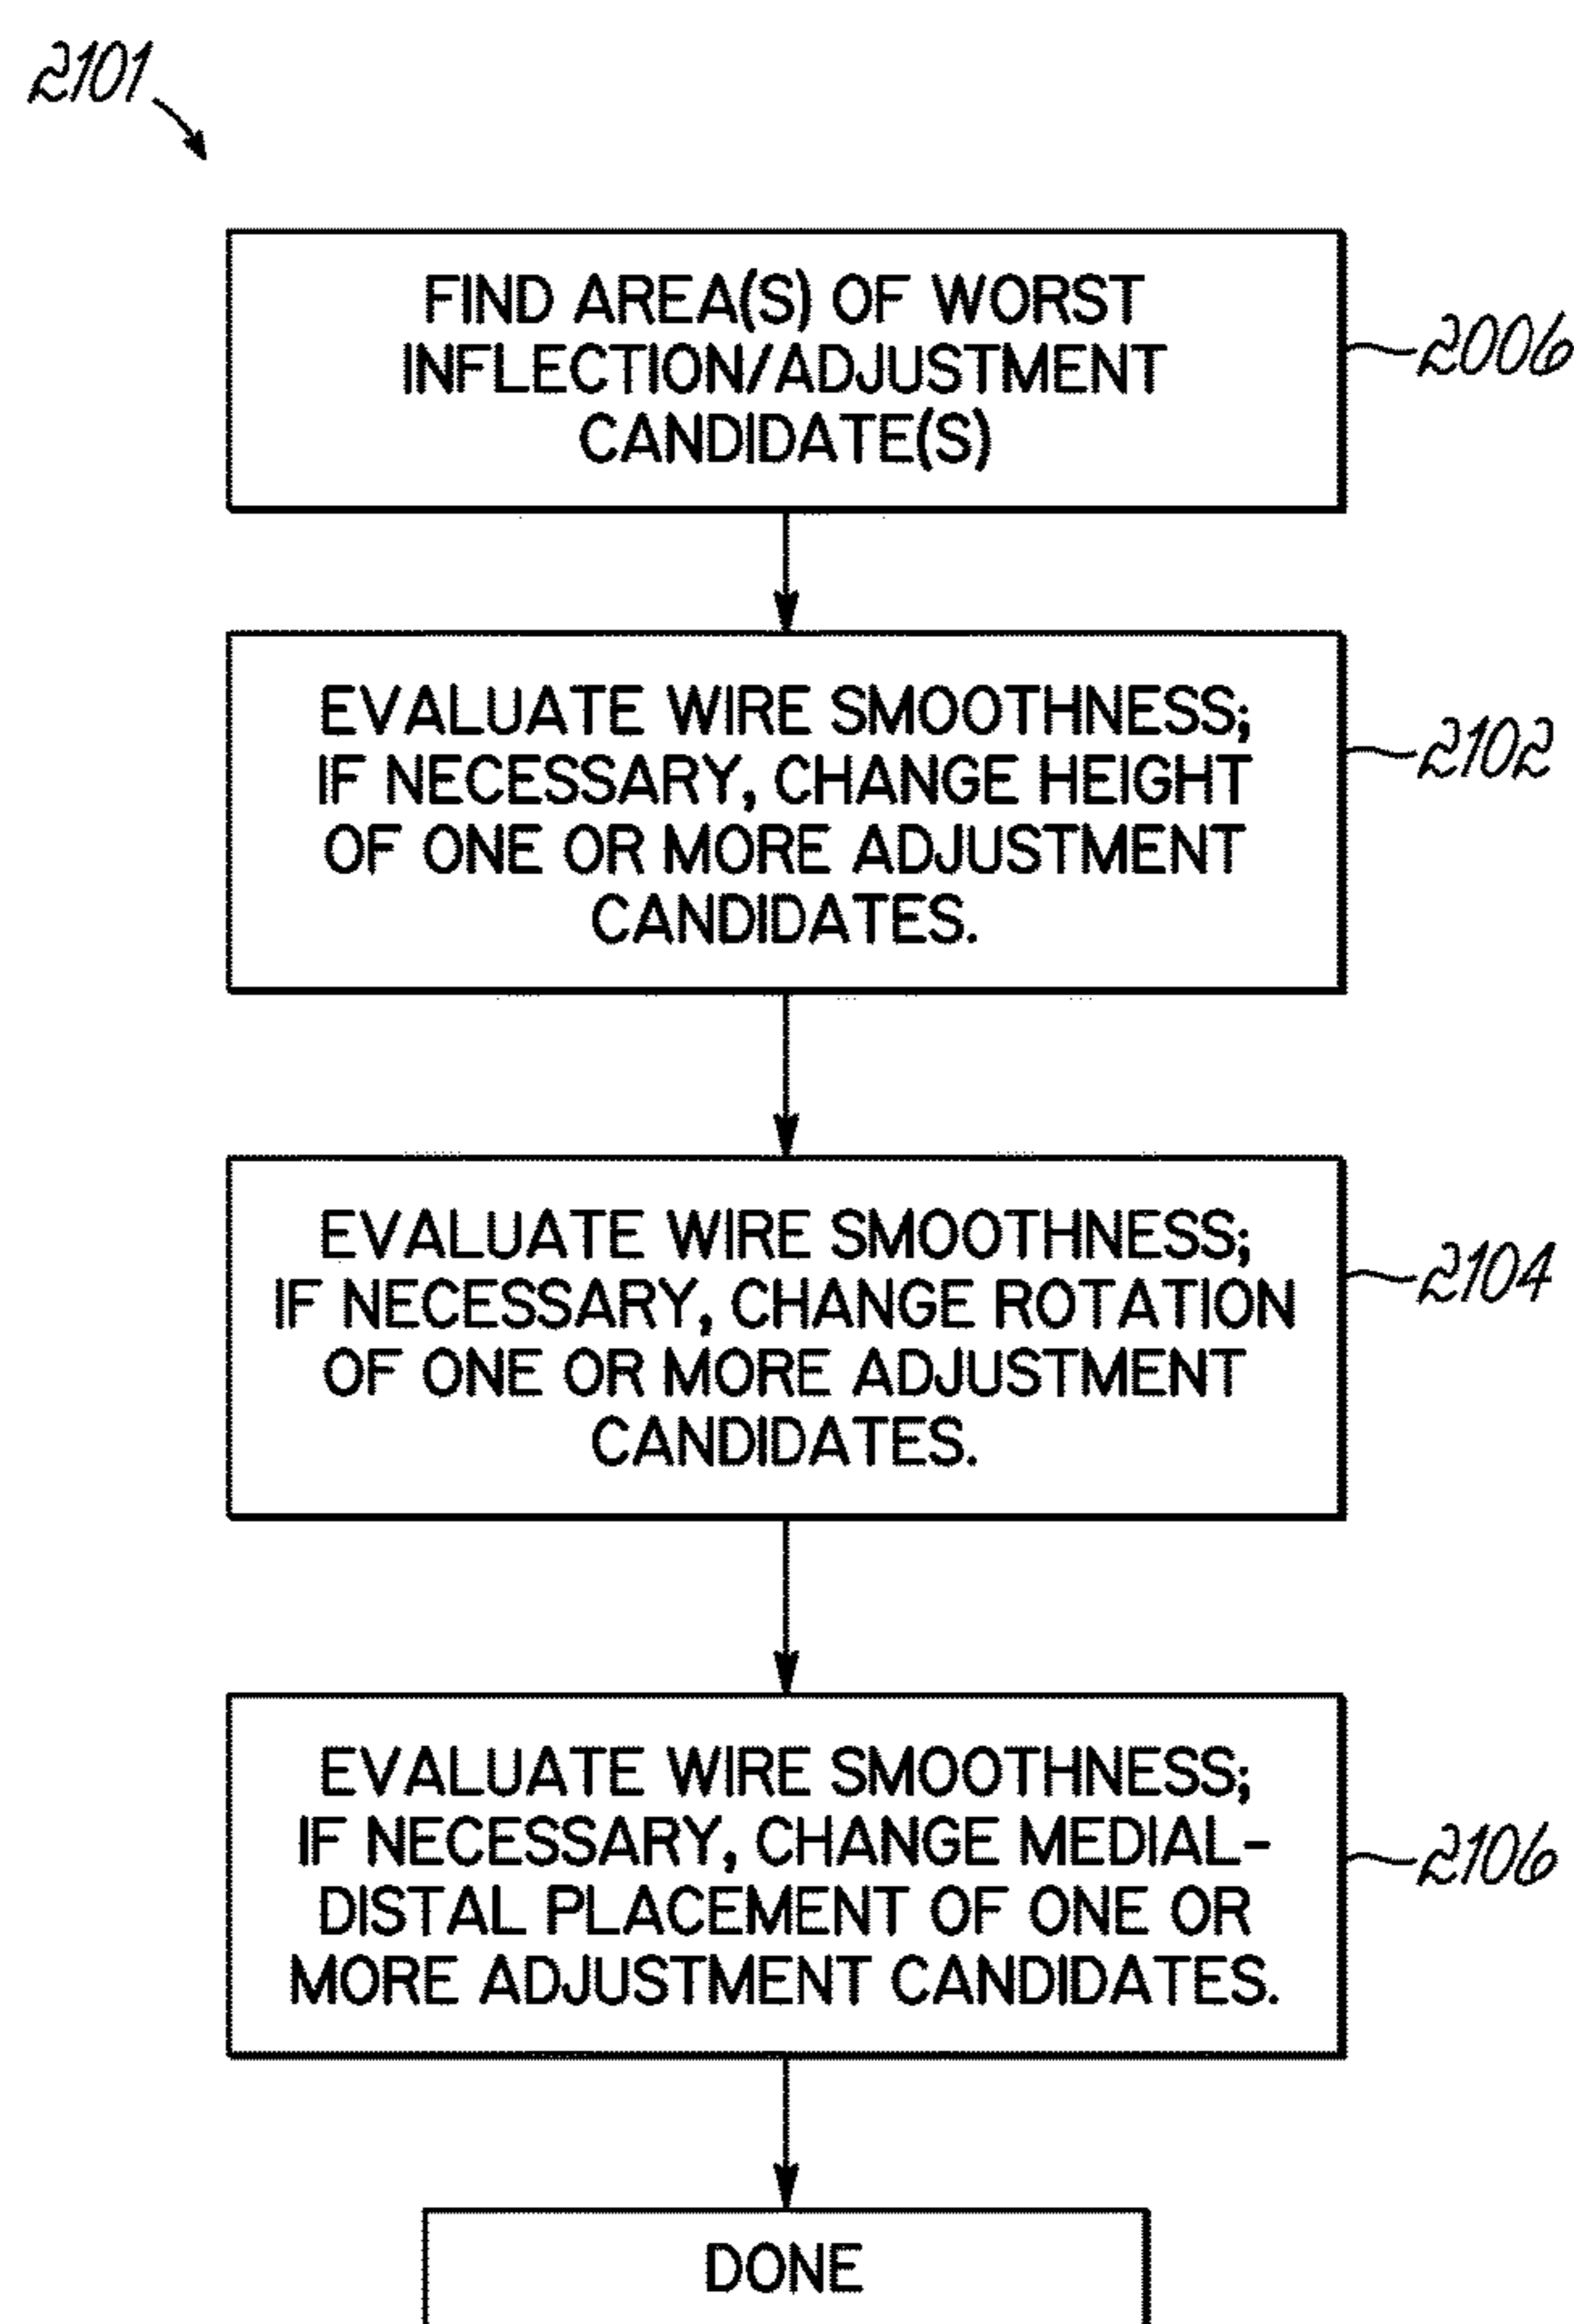 2101
FIND AREA(S) OF WORST
INFLECTION/ADJUSTMENT
CANDIDATE(S)
2006
EVALUATE WIRE SMOOTHNESS;
IF NECESSARY, CHANGE HEIGHT
OF ONE OR MORE ADJUSTMENT
CANDIDATES.
2102
EVALUATE WIRE SMOOTHNESS;
IF NECESSARY, CHANGE ROTATION
OF ONE OR MORE ADJUSTMENT
CANDIDATES.
2104
EVALUATE WIRE SMOOTHNESS;
IF NECESSARY, CHANGE MEDIAL-
DISTAL PLACEMENT OF ONE OR
MORE ADJUSTMENT CANDIDATES.
2106
DONE